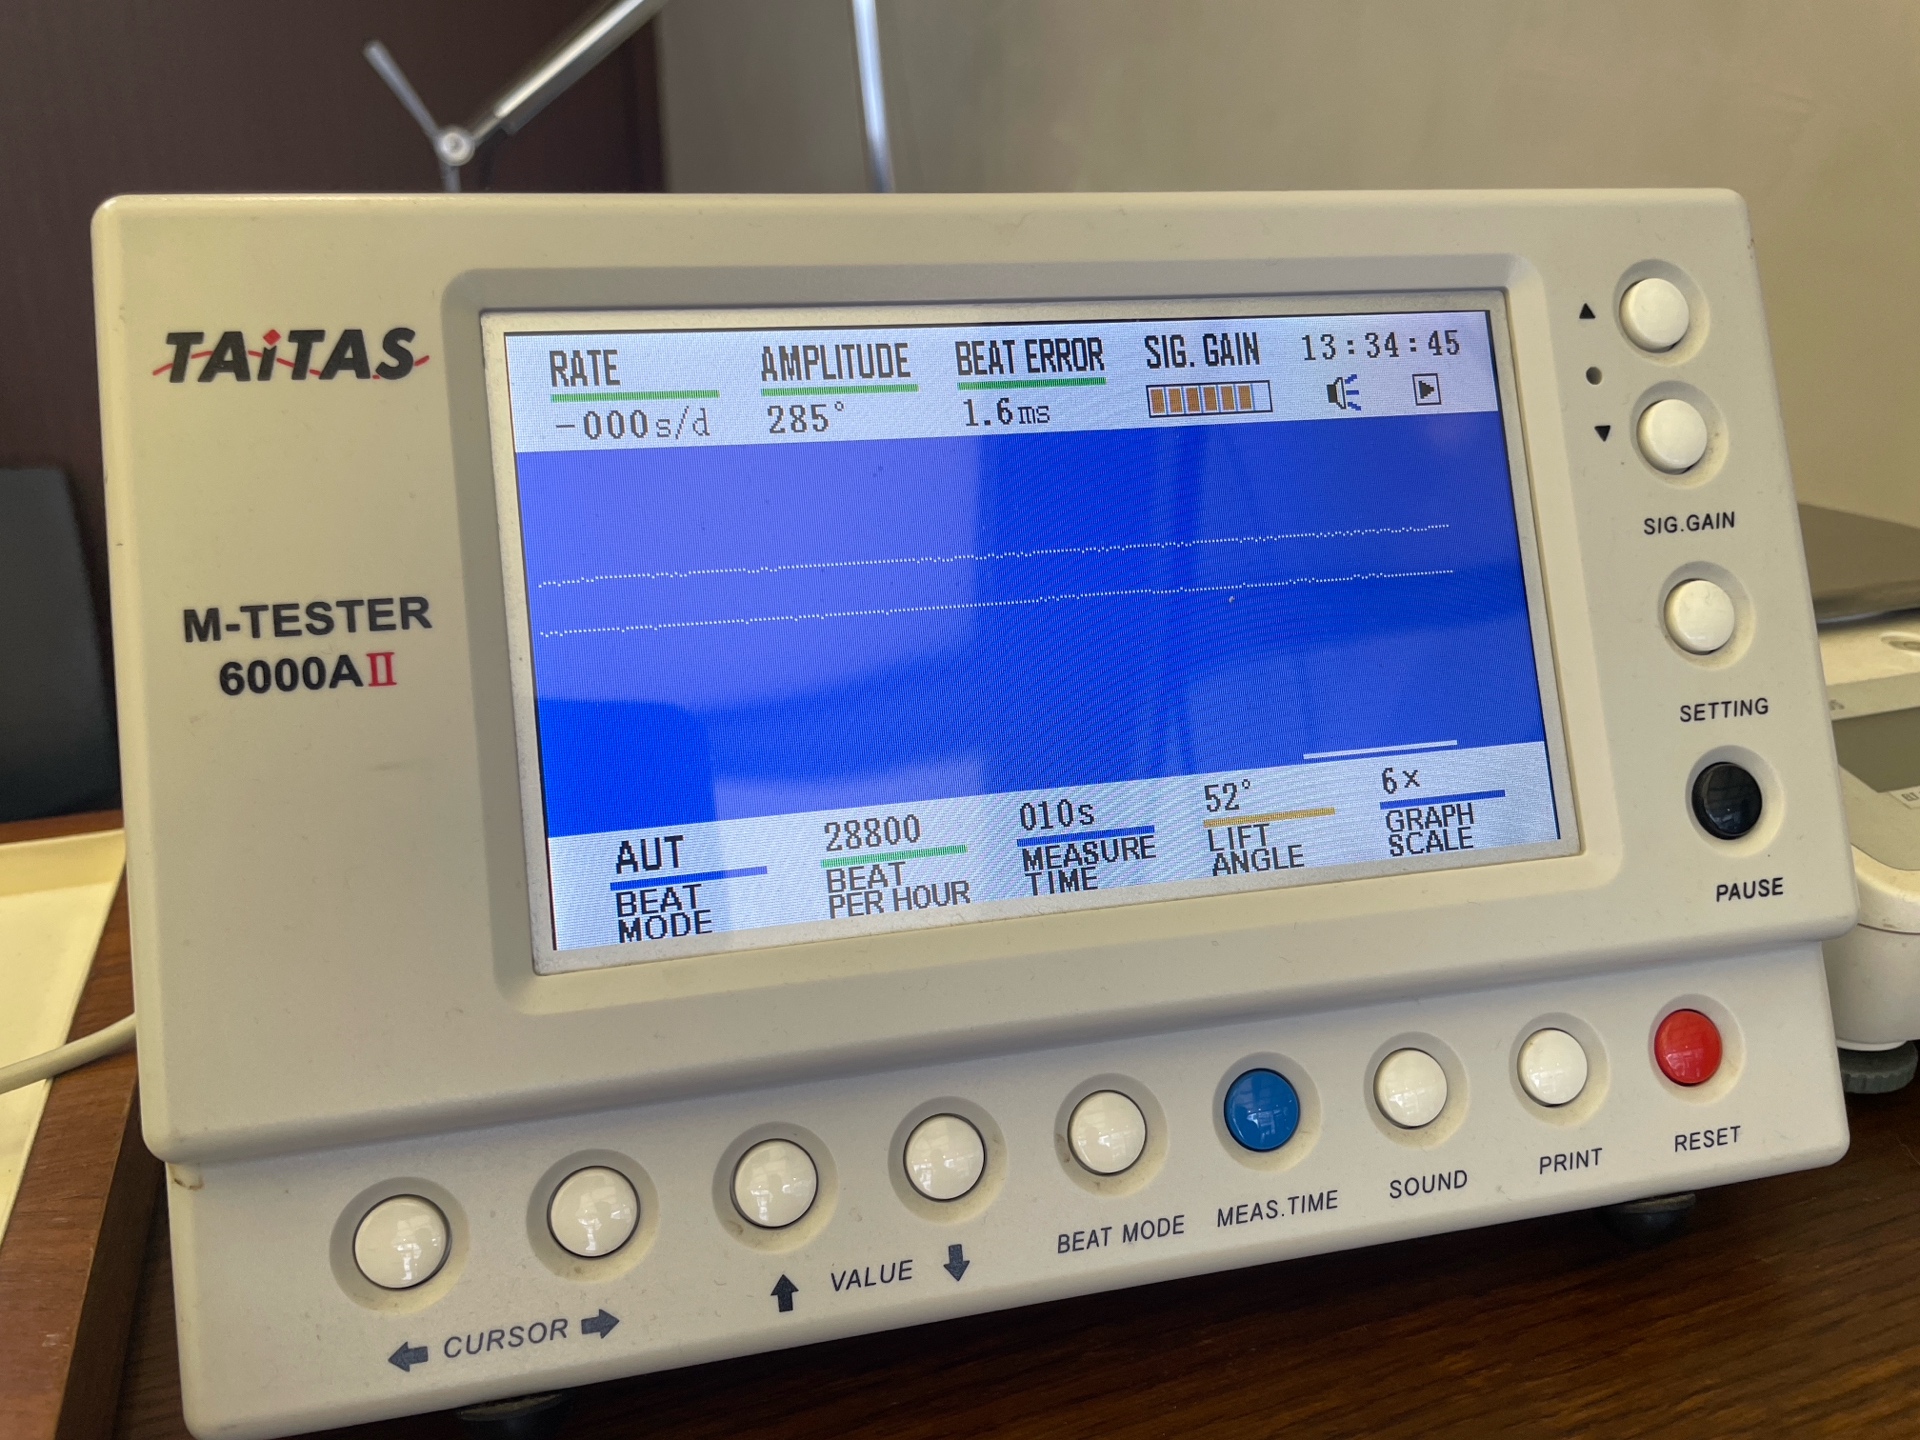 TAiTAS
M-TESTER
6000AII
RATE
-000s/d
AMPLITUDE
285°
BEAT ERROR
1.6ms
SIG. GAIN
13:34:45
AUT
BEAT
MODE
28800
BEAT
PER HOUR
010s
MEASURE
TIME
52°
LIFT
ANGLE
6x
GRAPH
SCALE
SIG.GAIN
SETTING
PAUSE
CURSOR
VALUE
BEAT MODE
MEAS.TIME
SOUND
PRINT
RESET